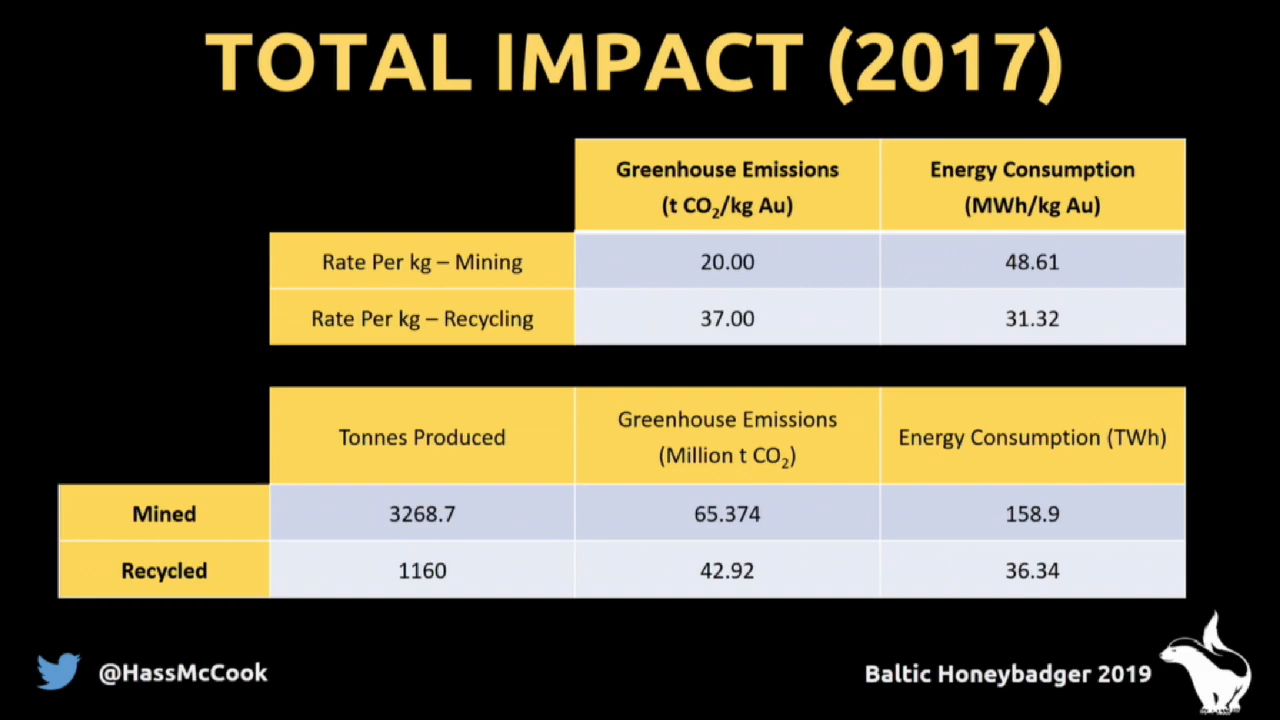 TOTAL IMPACT (2017)
Greenhouse Emissions (t CO₂/kg Au) Energy Consumption (MWh/kg Au)
Rate Per kg – Mining 20.00 48.61
Rate Per kg – Recycling 37.00 31.32
Tonnes Produced Greenhouse Emissions (Million t CO₂) Energy Consumption (TWh)
Mined 3268.7 65.374 158.9
Recycled 1160 42.92 36.34
@HassMcCook
Baltic Honeybadger 2019